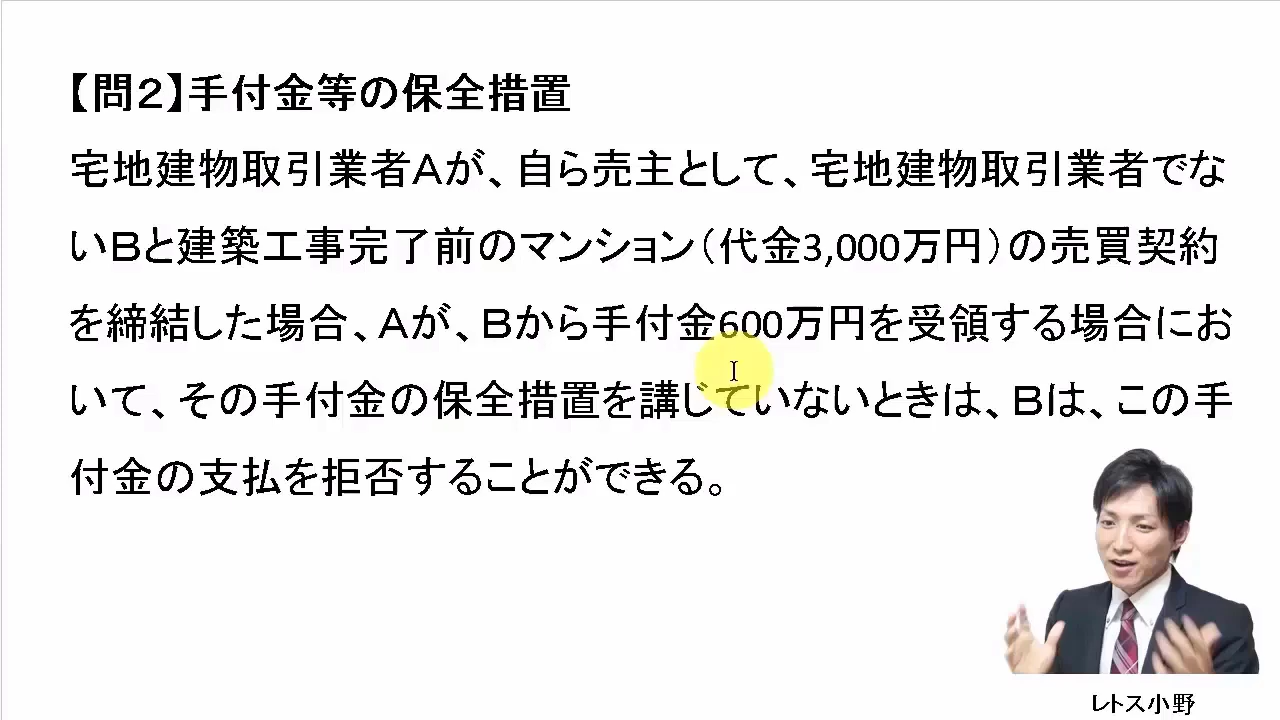 【問２】手付金等の保全措置
宅地建物取引業者Ａが、自ら売主として、宅地建物取引業者でな
いＢと建築工事完了前のマンション（代金3,000万円）の売買契約
を締結した場合、Ａが、Ｂから手付金600万円を受領する場合にお
いて、その手付金の保全措置を講じていないときは、Ｂは、この手
付金の支払を拒否することができる。
レトス小野